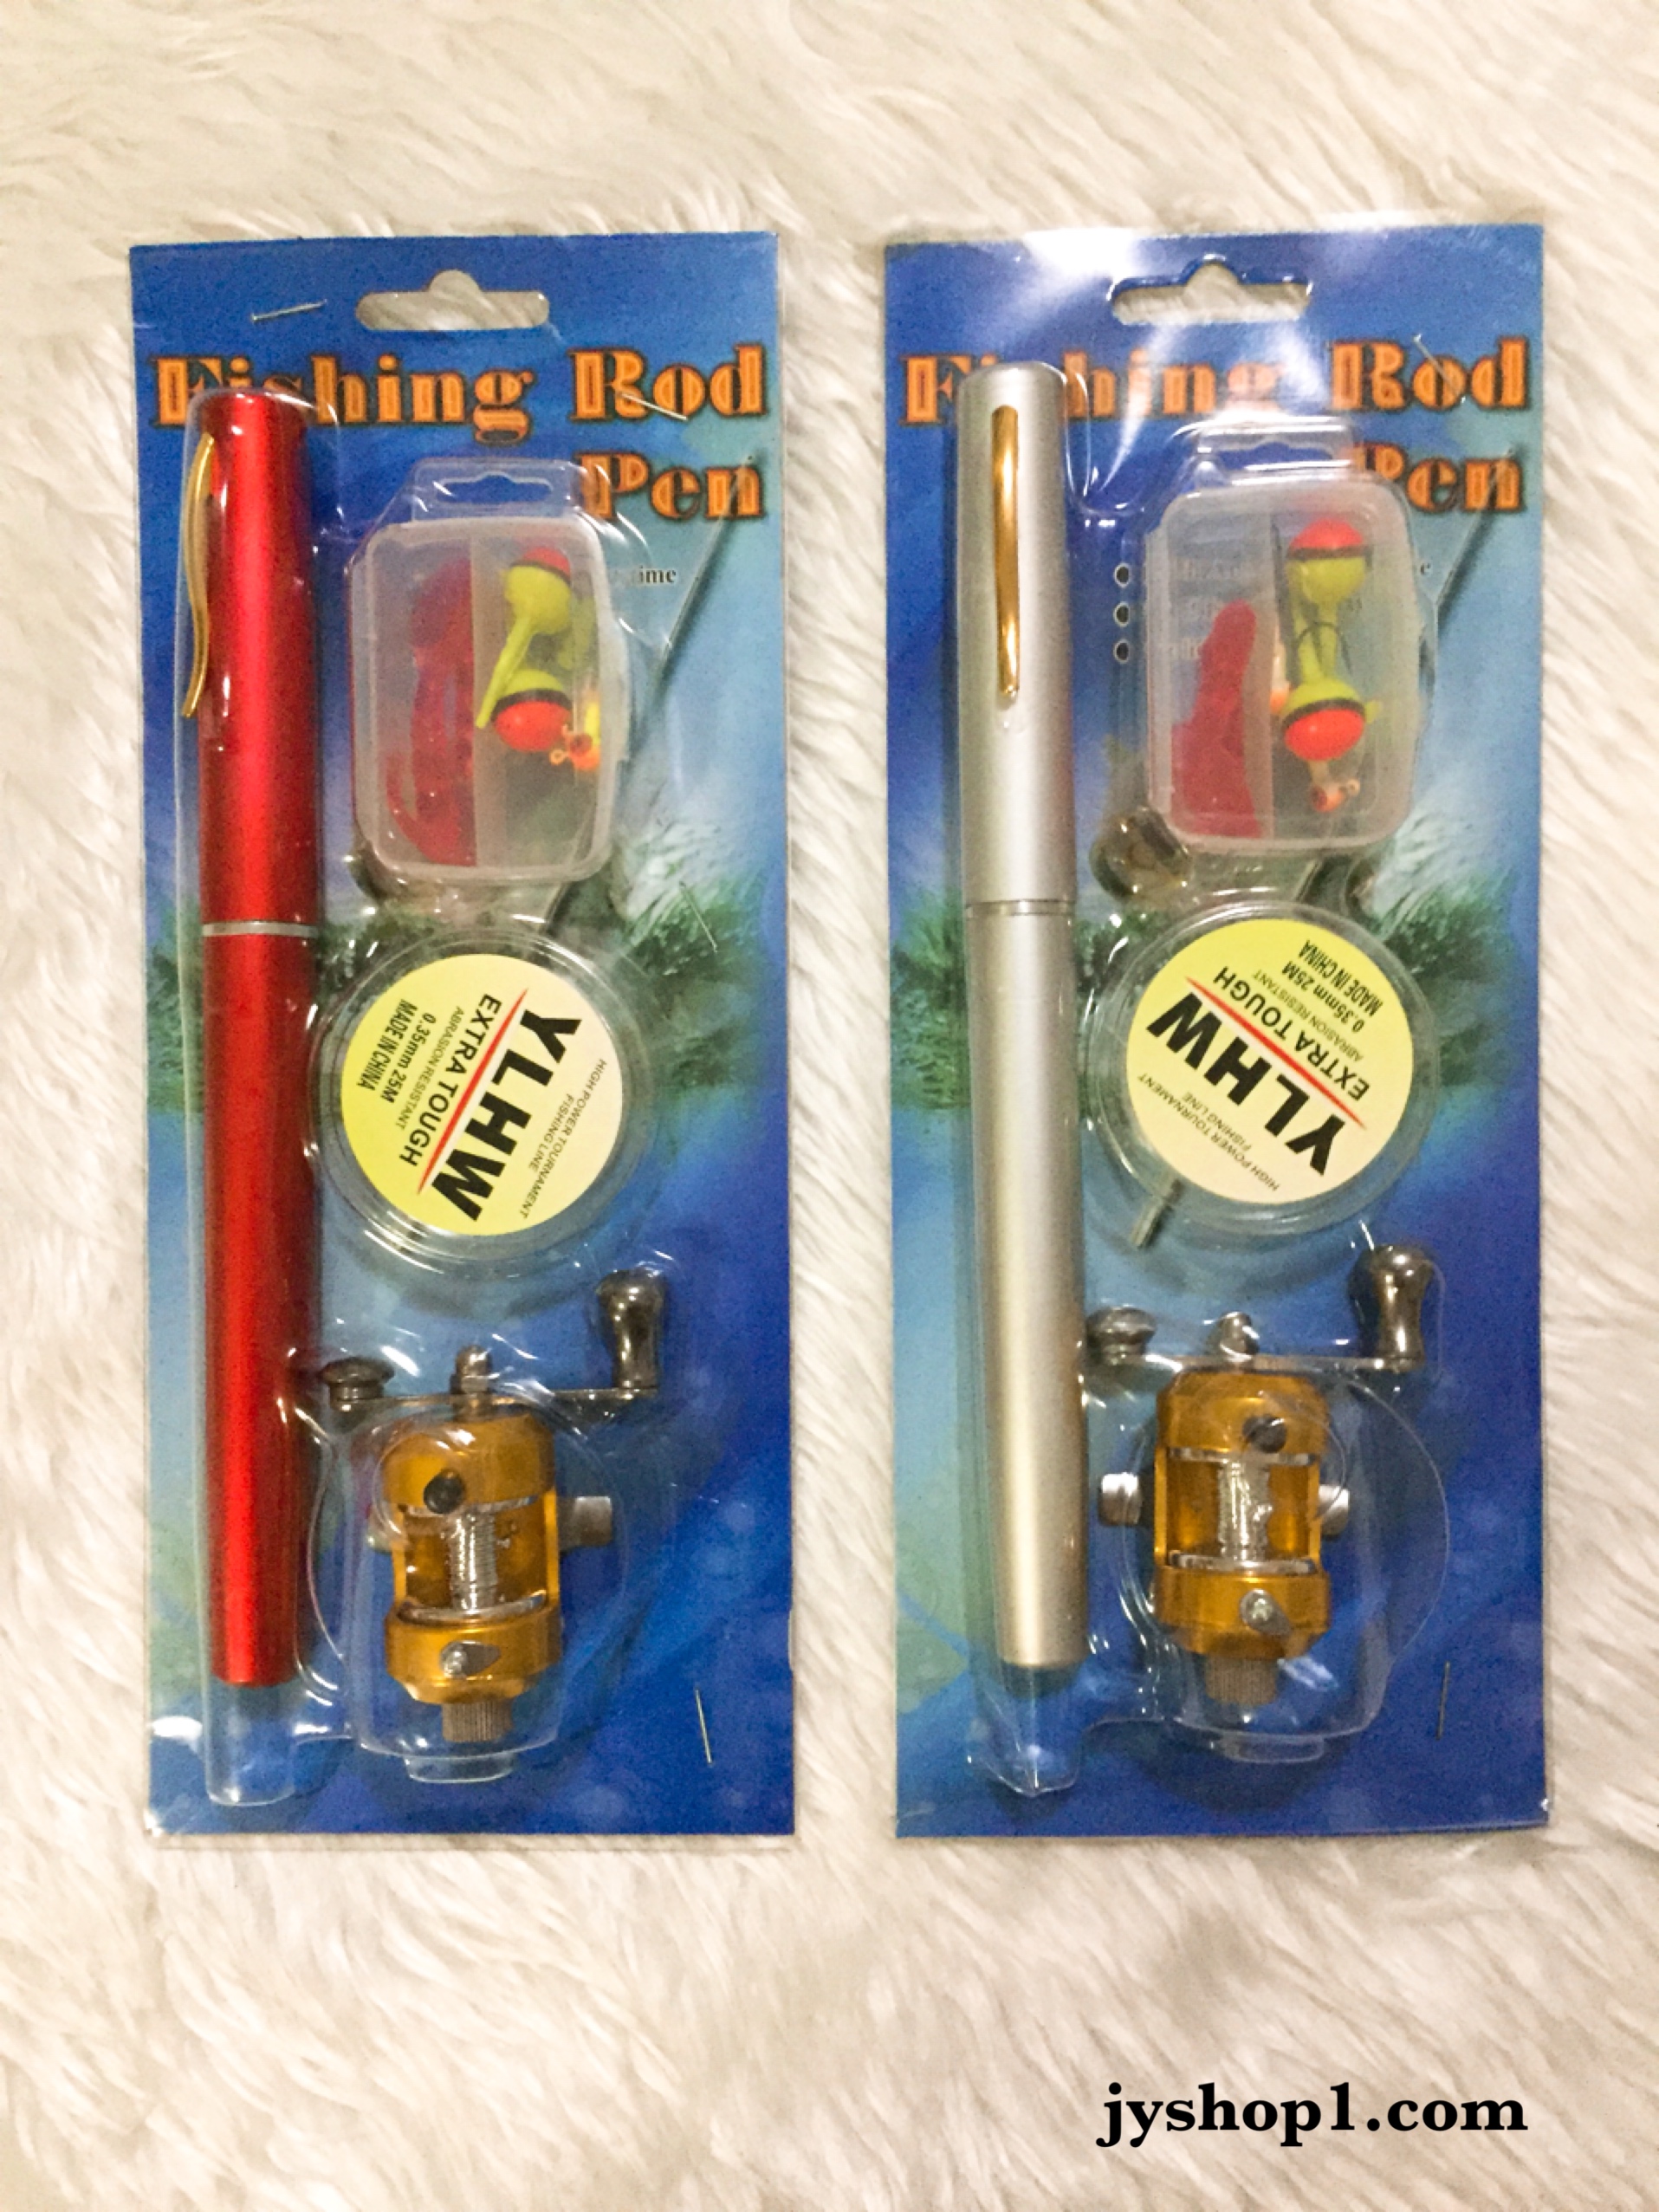 Fishing Rod
Pen
HIGH POWER TOURNAMENT
FISHING LINE
YLHW
EXTRA TOUGH
ABRASION RESISTANT
0.35mm 25M
MADE IN CHINA
Fishing Rod
Pen
HIGH POWER TOURNAMENT
FISHING LINE
YLHW
EXTRA TOUGH
ABRASION RESISTANT
0.35mm 25M
MADE IN CHINA
jyshop1.com